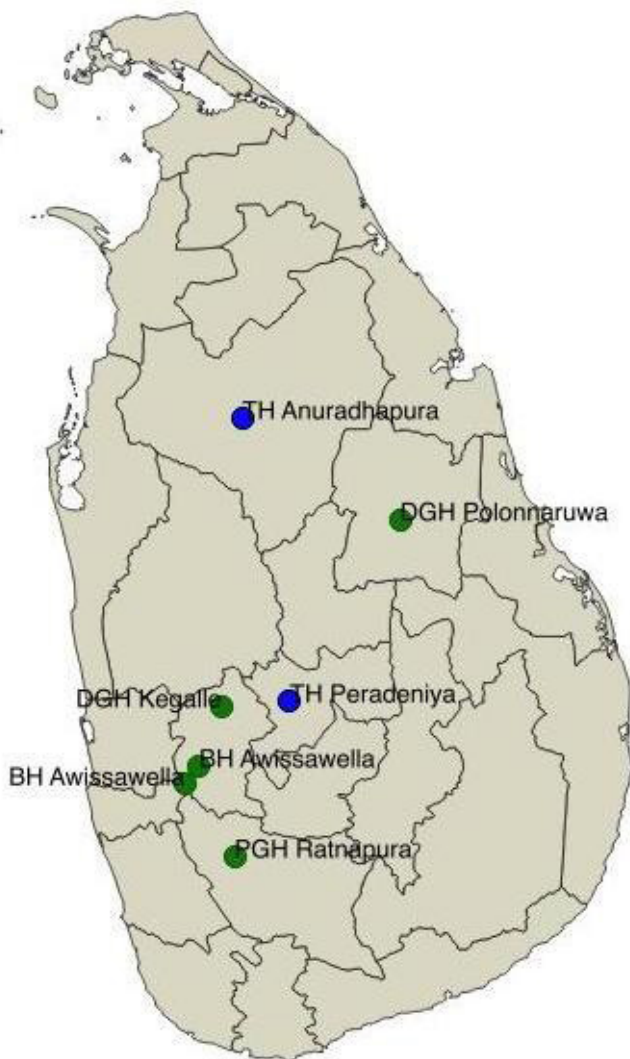 TH Anuradhapura
DGH Polonnaruwa
DGH Kegalle
TH Peradeniya
BH Awissawella
BH Awissawella
PGH Ratnapura